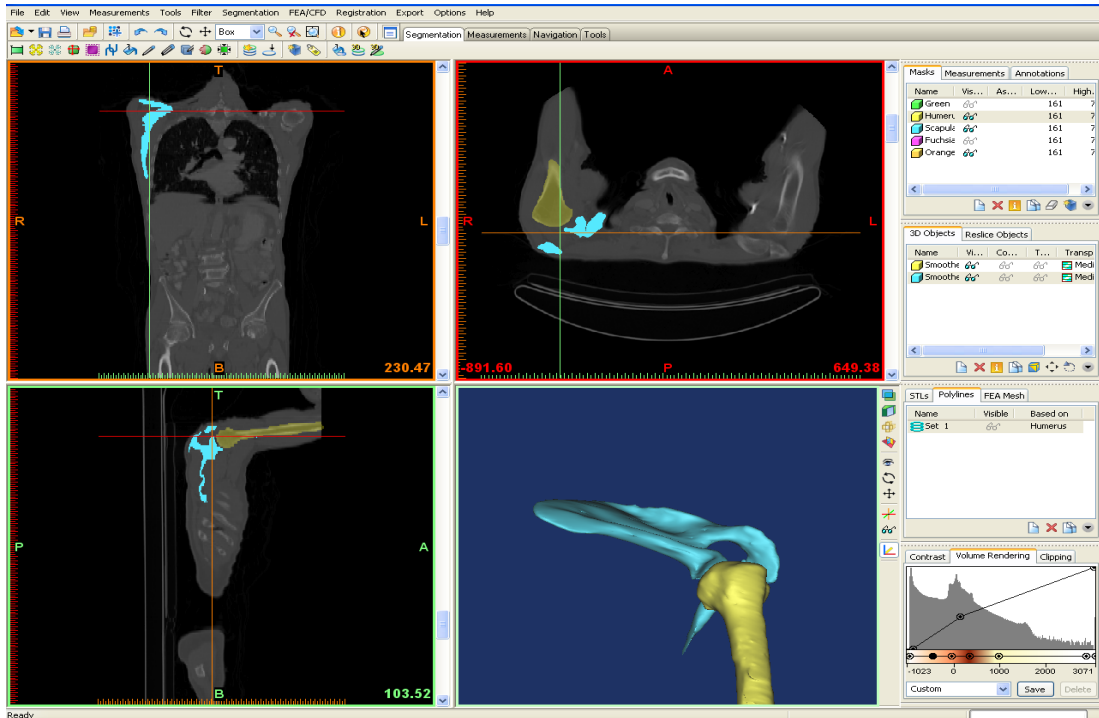 File Edit View Measurements Tools Filter Segmentation FEA/CFD Registration Export Options Help
Box
Segmentation Measurements Navigation Tools
T
R
L
B
230.47
A
R
L
P
-891.60
649.38
T
P
A
B
103.52
Masks Measurements Annotations
Name Vis... As... Low... High.
Green 161 7
Humeru 161 7
Scapula 161 7
Fuchsia 161 7
Orange 161 7
3D Objects Reslice Objects
Name Vi... Co... T... Transp
Smoothe Medi
Smoothe Medi
STLs Polylines FEA Mesh
Name Visible Based on
Set 1 Humerus
Contrast Volume Rendering Clipping
-1023 0 1000 2000 3071
Custom Save Delete
Ready